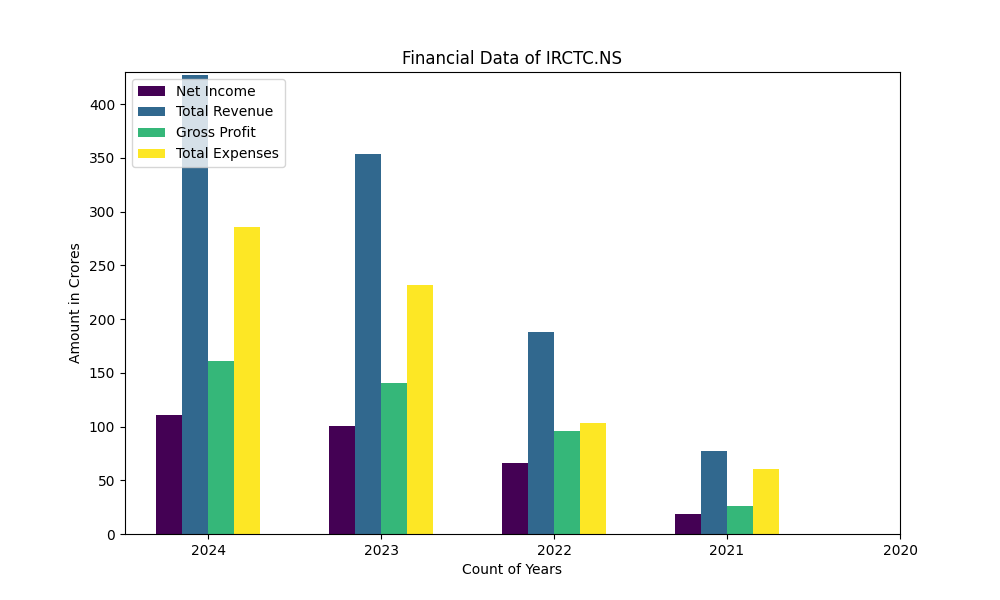 Financial Data of IRCTC.NS
Net Income
Total Revenue
Gross Profit
Total Expenses
400
350
300
250
200
150
100
50
0
Amount in Crores
2024 2023 2022 2021 2020
Count of Years